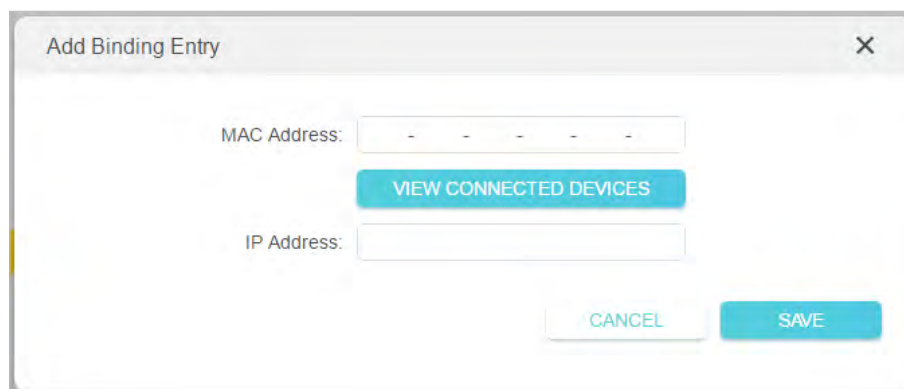 Add Binding Entry ×
MAC Address: - - - - -
VIEW CONNECTED DEVICES
IP Address:
CANCEL SAVE